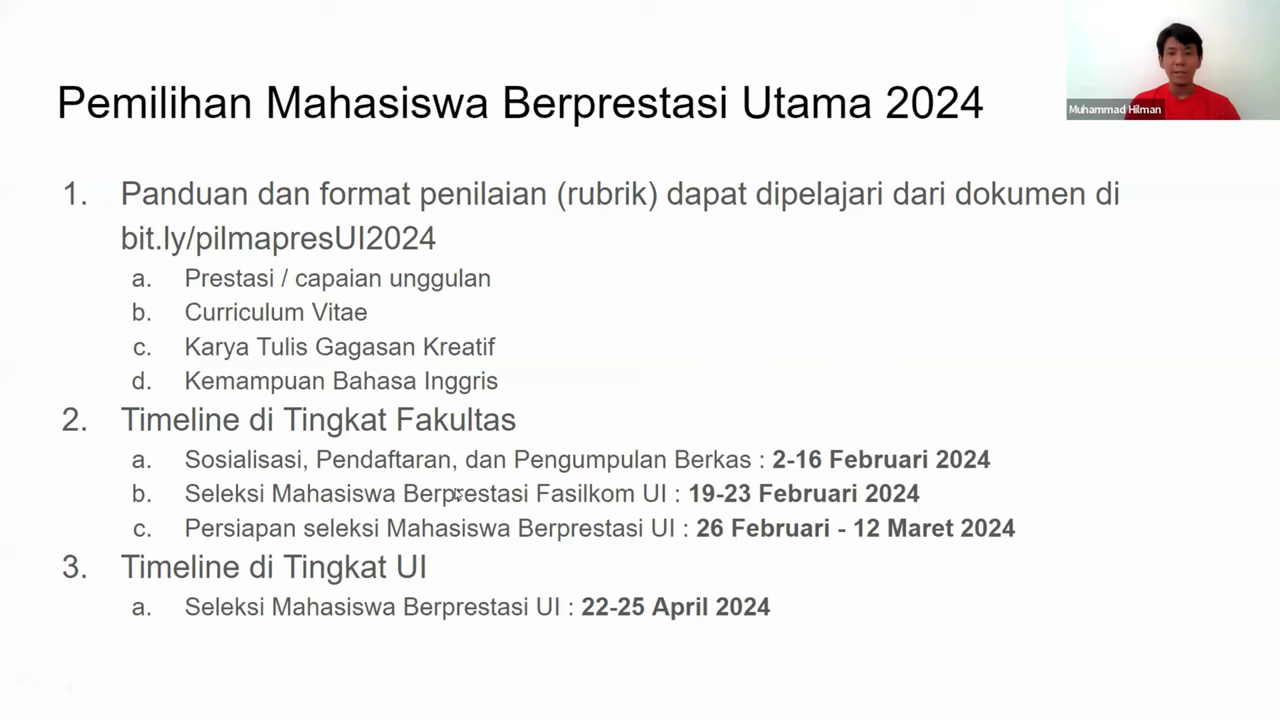 Pemilihan Mahasiswa Berprestasi Utama 2024
Muhammad Hilman
1. Panduan dan format penilaian (rubrik) dapat dipelajari dari dokumen di
bit.ly/pilmapresUI2024
a. Prestasi / capaian unggulan
b. Curriculum Vitae
c. Karya Tulis Gagasan Kreatif
d. Kemampuan Bahasa Inggris
2. Timeline di Tingkat Fakultas
a. Sosialisasi, Pendaftaran, dan Pengumpulan Berkas : 2-16 Februari 2024
b. Seleksi Mahasiswa Berprestasi Fasilkom UI : 19-23 Februari 2024
c. Persiapan seleksi Mahasiswa Berprestasi UI : 26 Februari - 12 Maret 2024
3. Timeline di Tingkat UI
a. Seleksi Mahasiswa Berprestasi UI : 22-25 April 2024